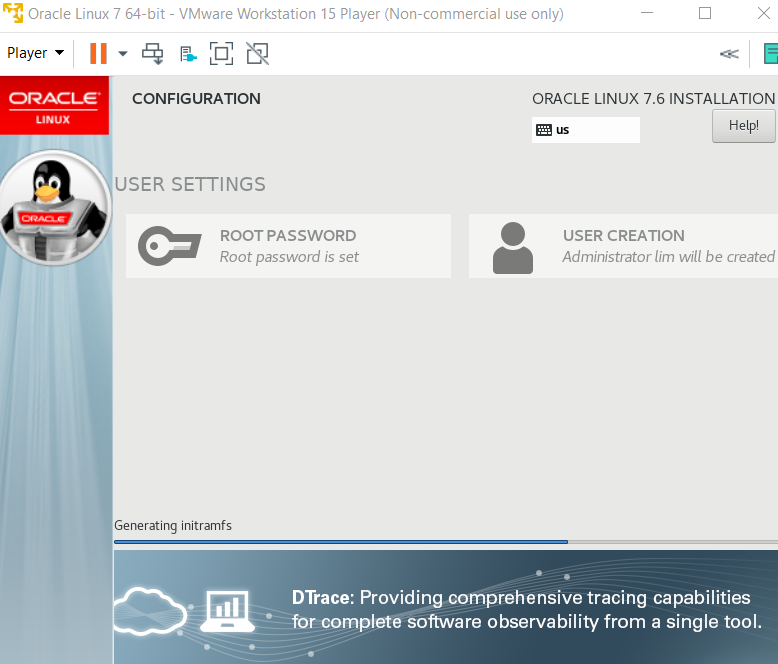 Oracle Linux 7 64-bit - VMware Workstation 15 Player (Non-commercial use only)
Player
ORACLE
LINUX
CONFIGURATION
ORACLE LINUX 7.6 INSTALLATION
us
Help!
ORACLE
USER SETTINGS
ROOT PASSWORD
Root password is set
USER CREATION
Administrator lim will be created
Generating initramfs
DTrace: Providing comprehensive tracing capabilities
for complete software observability from a single tool.